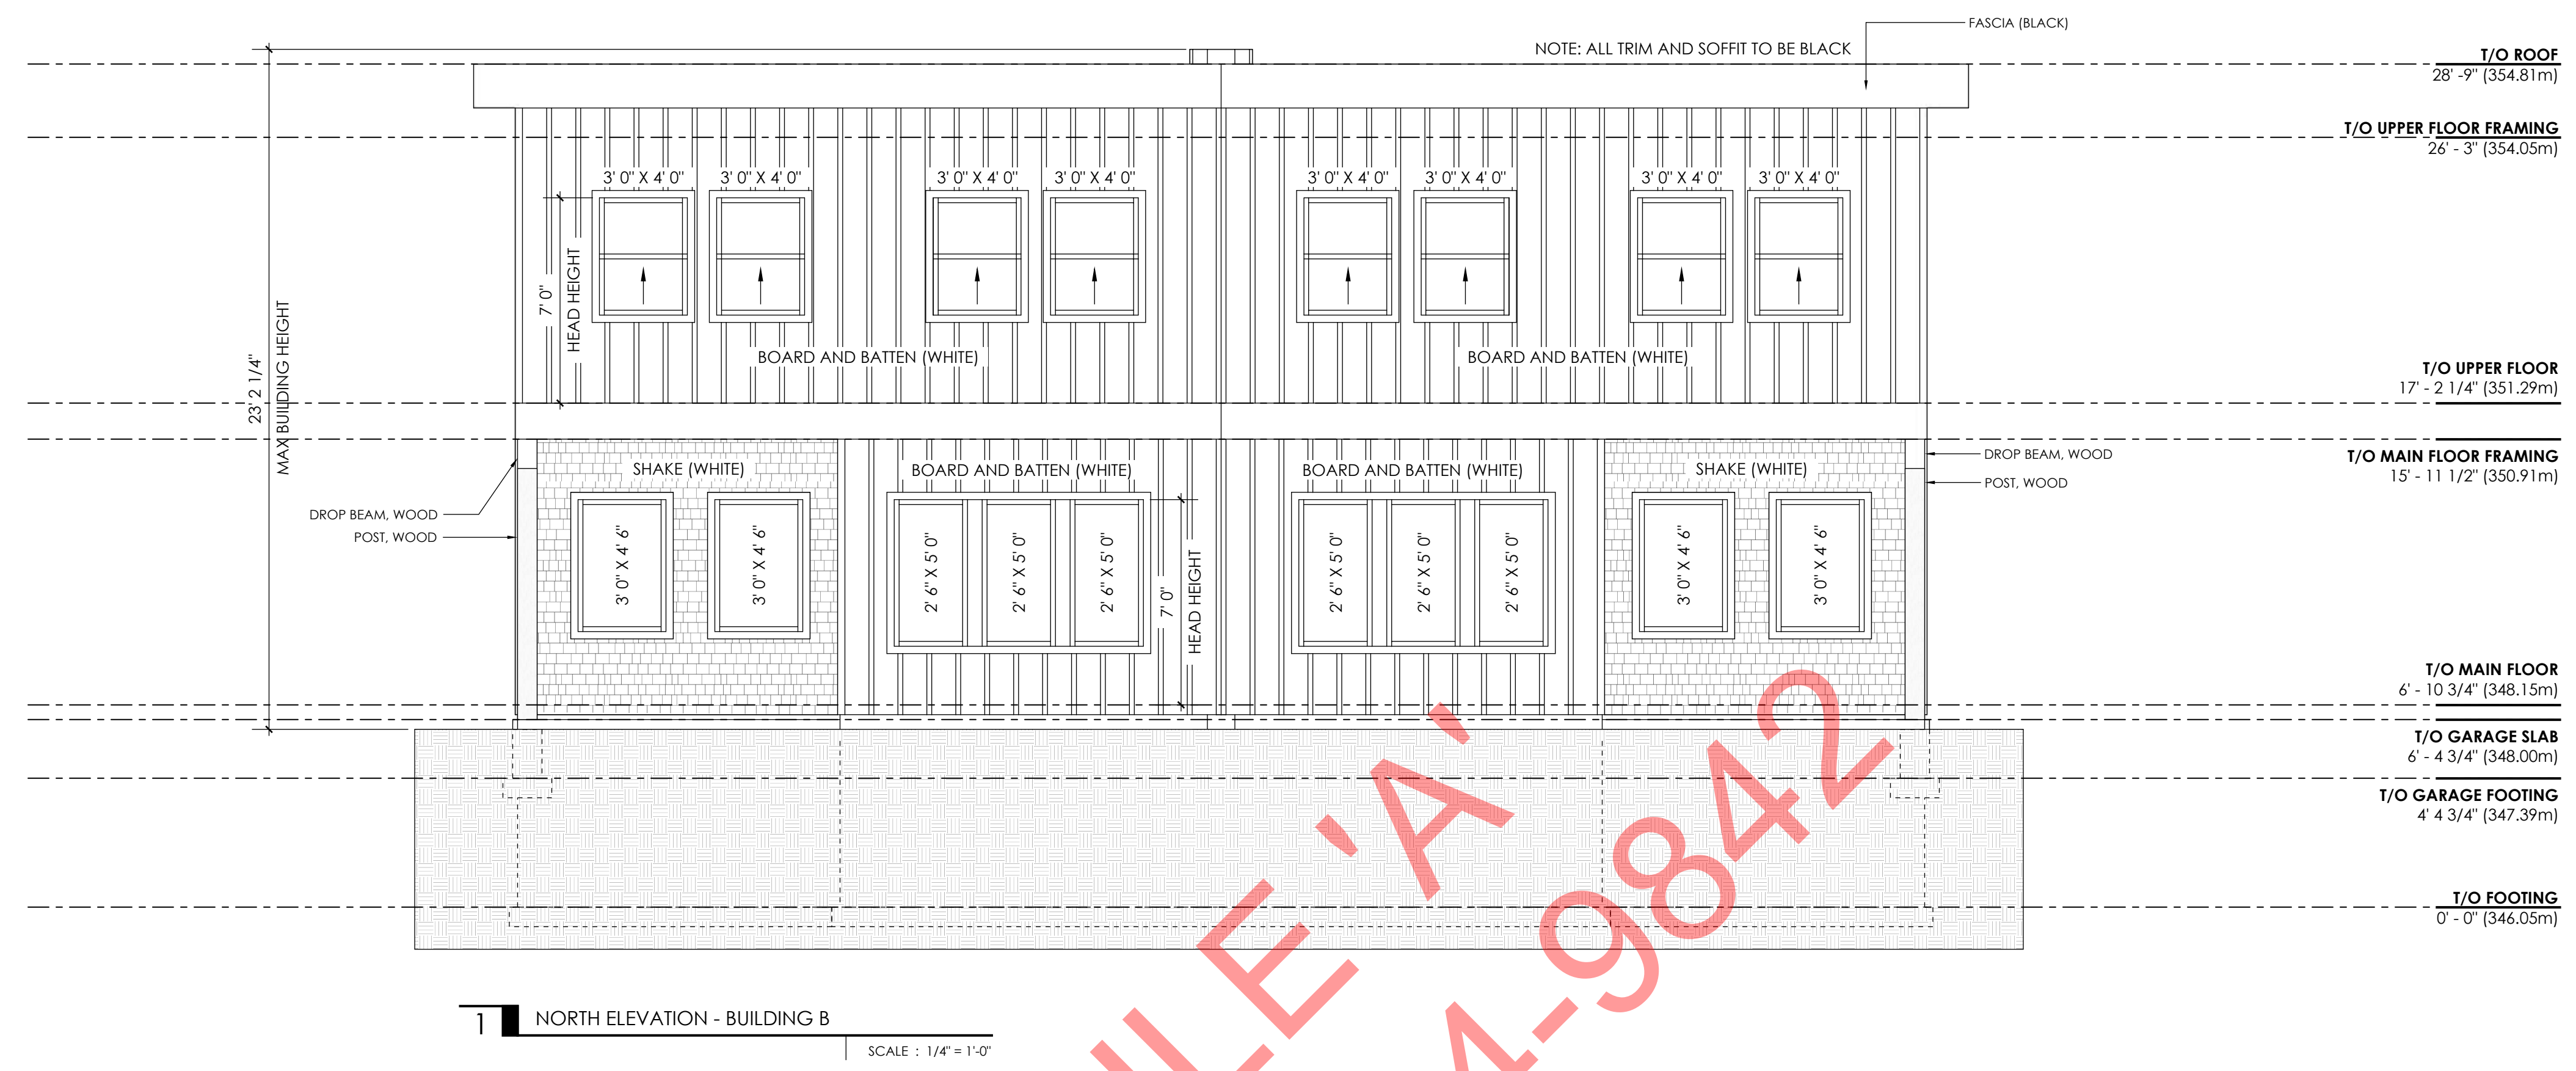 FASCIA (BLACK)
NOTE: ALL TRIM AND SOFFIT TO BE BLACK
T/O ROOF
28' -9" (354.81m)
T/O UPPER FLOOR FRAMING
26' - 3" (354.05m)
3' 0" X 4' 0" 3' 0" X 4' 0" 3' 0" X 4' 0" 3' 0" X 4' 0" 3' 0" X 4' 0" 3' 0" X 4' 0" 3' 0" X 4' 0" 3' 0" X 4' 0"
7' 0"
HEAD HEIGHT
23' 2 1/4"
MAX BUILDING HEIGHT
BOARD AND BATTEN (WHITE) BOARD AND BATTEN (WHITE)
T/O UPPER FLOOR
17' - 2 1/4" (351.29m)
SHAKE (WHITE) BOARD AND BATTEN (WHITE) BOARD AND BATTEN (WHITE) SHAKE (WHITE)
DROP BEAM, WOOD
POST, WOOD
T/O MAIN FLOOR FRAMING
15' - 11 1/2" (350.91m)
DROP BEAM, WOOD
POST, WOOD
3' 0" X 4' 6" 3' 0" X 4' 6" 2' 6" X 5' 0" 2' 6" X 5' 0" 2' 6" X 5' 0" 2' 6" X 5' 0" 2' 6" X 5' 0" 2' 6" X 5' 0" 3' 0" X 4' 6" 3' 0" X 4' 6"
7' 0"
HEAD HEIGHT
T/O MAIN FLOOR
6' - 10 3/4" (348.15m)
T/O GARAGE SLAB
6' - 4 3/4" (348.00m)
T/O GARAGE FOOTING
4' 4 3/4" (347.39m)
T/O FOOTING
0' - 0" (346.05m)
LE 'A'
4-9842
1 NORTH ELEVATION - BUILDING B
SCALE : 1/4" = 1'-0"